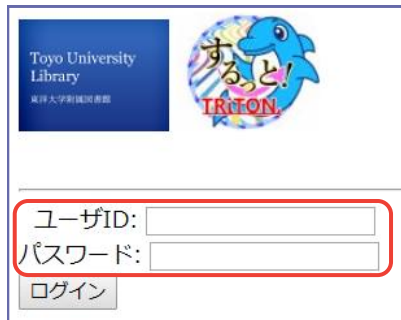 Toyo University
Library
東洋大学附属図書館
するっと!
TRiTON
ユーザID:
パスワード:
ログイン